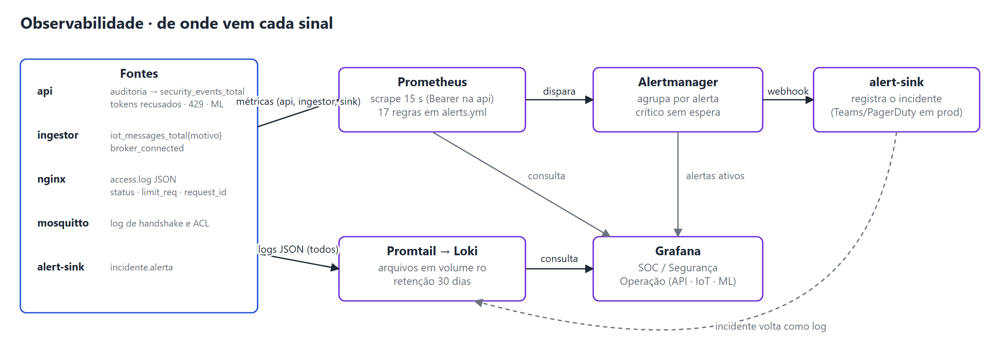 Observabilidade · de onde vem cada sinal
Fontes
api
auditoria → security_events_total
tokens recusados · 429 · ML
ingestor
iot_messages_total{motivo}
broker_connected
nginx
access.log JSON
status · limit_req · request_id
mosquitto
log de handshake e ACL
alert-sink
incidente.alerta
métricas (api, ingestor, sink)
logs JSON (todos)
Prometheus
scrape 15 s (Bearer na api)
17 regras em alerts.yml
dispara
Alertmanager
agrupa por alerta
crítico sem espera
webhook
alert-sink
registra o incidente
(Teams/PagerDuty em prod)
consulta
alertas ativos
Promtail → Loki
arquivos em volume ro
retenção 30 dias
consulta
Grafana
SOC / Segurança
Operação (API · IoT · ML)
incidente volta como log